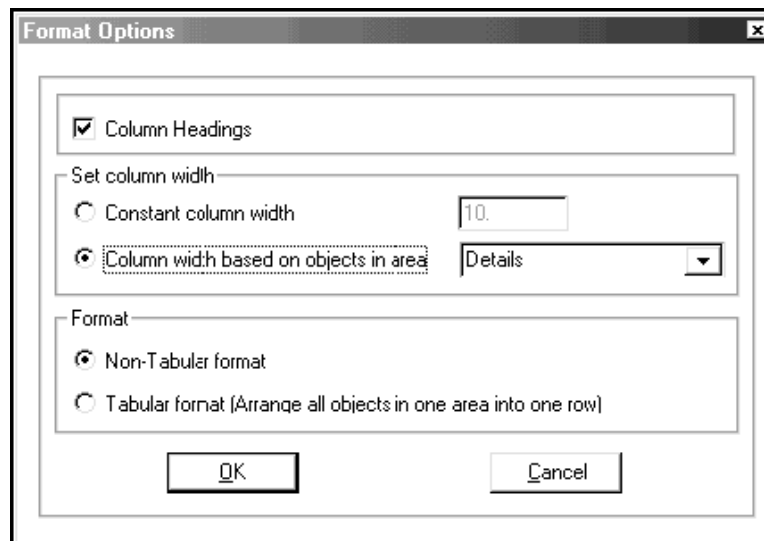 Format Options
Column Headings
Set column width
Constant column width 10.
Column width based on objects in area Details
Format
Non-Tabular format
Tabular format (Arrange all objects in one area into one row)
OK Cancel